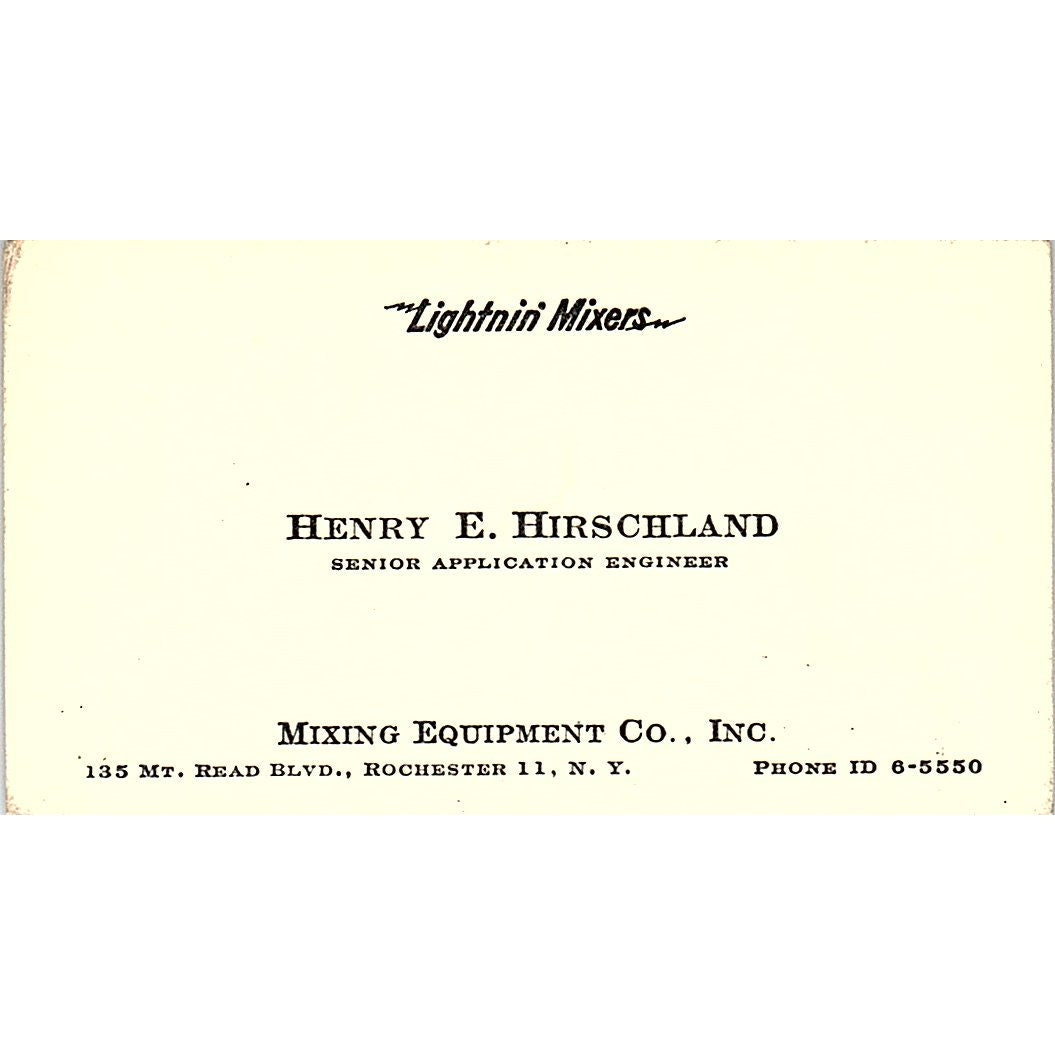 Lightnin' Mixers
HENRY E. HIRSCHLAND
SENIOR APPLICATION ENGINEER
MIXING EQUIPMENT CO., INC.
135 MT. READ BLVD., ROCHESTER 11, N. Y. PHONE ID 6-5550